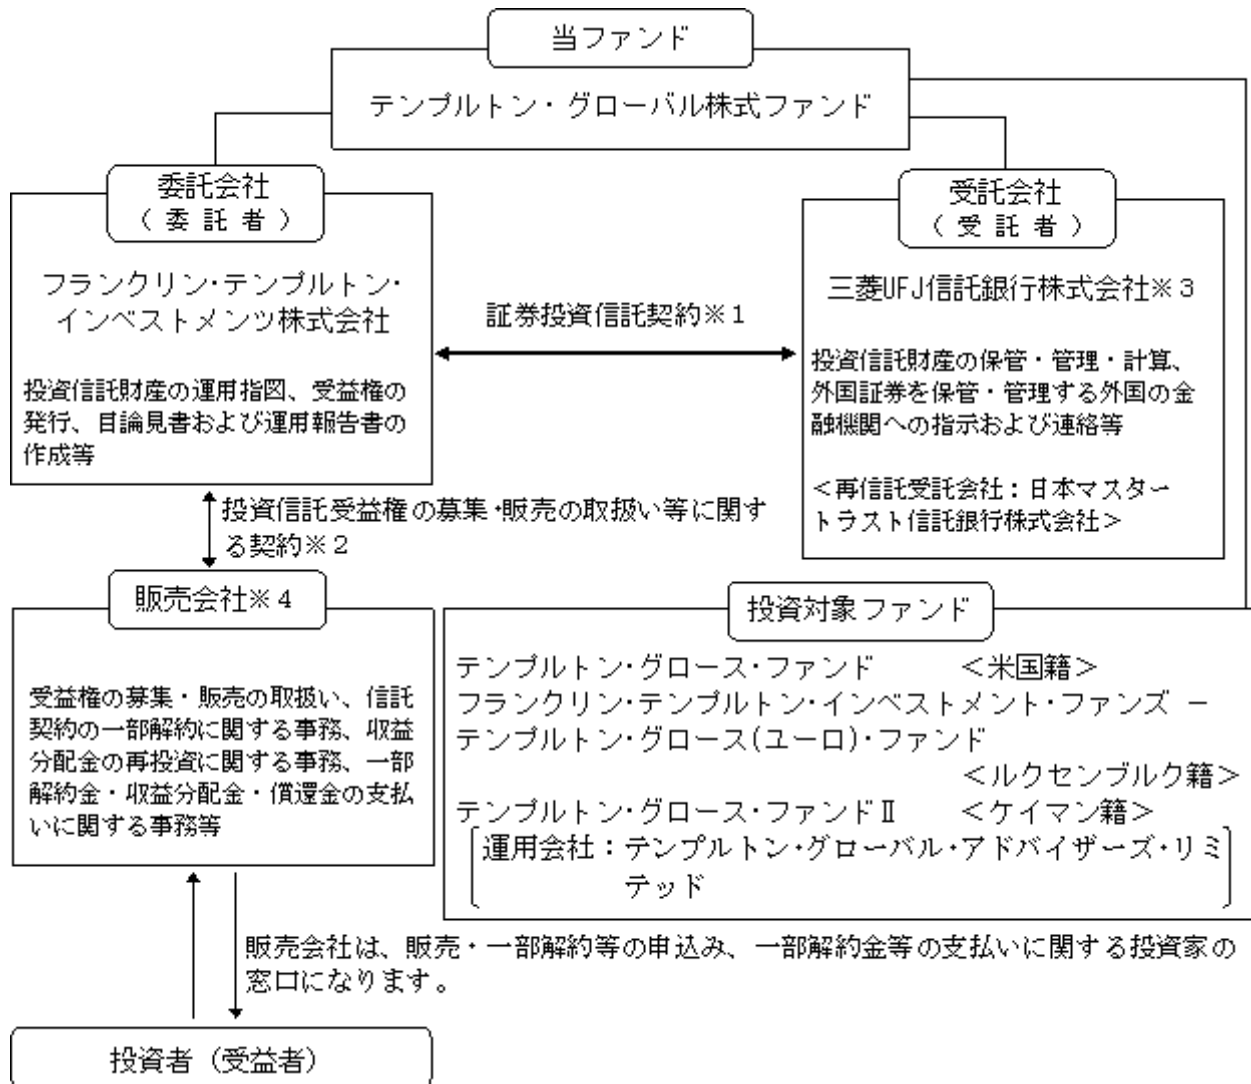 当ファンド
テンプルトン・グローバル株式ファンド
委託会社
（委託者）
フランクリン・テンプルトン・
インベストメンツ株式会社
投資信託財産の運用指図、受益権の
発行、目論見書および運用報告書の
作成等
証券投資信託契約※１
受託会社
（受託者）
三菱UFJ信託銀行株式会社※３
投資信託財産の保管・管理・計算、
外国証券を保管・管理する外国の金
融機関への指示および連絡等
＜再信託受託会社：日本マスター
トラスト信託銀行株式会社＞
投資信託受益権の募集・販売の取扱い等に関す
る契約※２
販売会社※４
受益権の募集・販売の取扱い、信託
契約の一部解約に関する事務、収益
分配金の再投資に関する事務、一部
解約金・収益分配金・償還金の支払
いに関する事務等
投資対象ファンド
テンプルトン・グロース・ファンド　　＜米国籍＞
フランクリン・テンプルトン・インベストメント・ファンズ －
テンプルトン・グロース(ユーロ)・ファンド
＜ルクセンブルク籍＞
テンプルトン・グロース・ファンドⅡ　　＜ケイマン籍＞
運用会社：テンプルトン・グローバル・アドバイザーズ・リミ
テッド
販売会社は、販売・一部解約等の申込み、一部解約金等の支払いに関する投資家の
窓口になります。
投資者（受益者）